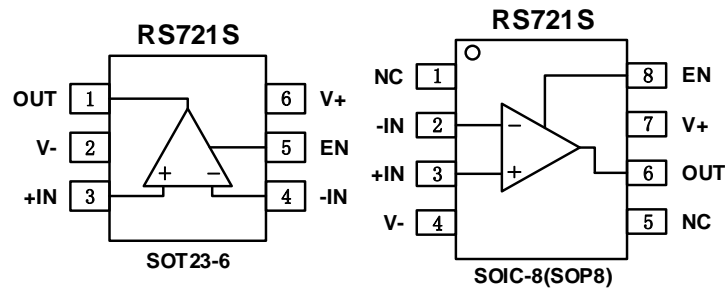 RS721S
OUT 1 6 V+
V- 2 5 EN
+IN 3 + - 4 -IN
SOT23-6
RS721S
NC 1 8 EN
-IN 2 - 7 V+
+IN 3 + 6 OUT
V- 4 5 NC
SOIC-8(SOP8)